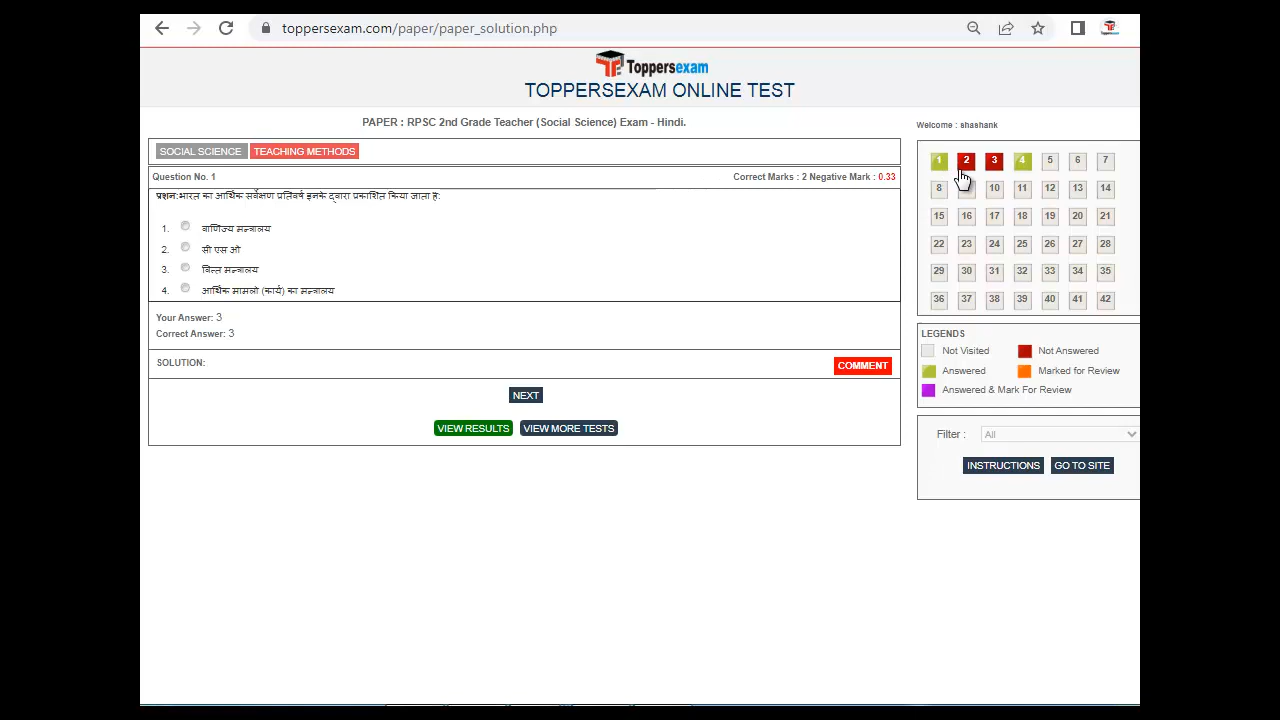 toppersexam.com/paper/paper_solution.php
Toppersexam
TOPPERSEXAM ONLINE TEST
PAPER : RPSC 2nd Grade Teacher (Social Science) Exam - Hindi.
Welcome : shashank
SOCIAL SCIENCE TEACHING METHODS
Question No. 1 Correct Marks : 2 Negative Mark : 0.33
प्रशन:भारत का आर्थिक सर्वेक्षण प्रतिवर्ष इनके द्वारा प्रकाशित किया जाता है:
1. वाणिज्य मन्त्रालय
2. सी एस ओ
3. वित्त मन्त्रालय
4. आर्थिक मामलो (कार्य) का मन्त्रालय
Your Answer: 3
Correct Answer: 3
SOLUTION:
COMMENT
NEXT
VIEW RESULTS VIEW MORE TESTS
1 2 3 4 5 6 7
8 10 11 12 13 14
15 16 17 18 19 20 21
22 23 24 25 26 27 28
29 30 31 32 33 34 35
36 37 38 39 40 41 42
LEGENDS
Not Visited Not Answered
Answered Marked for Review
Answered & Mark For Review
Filter : All
INSTRUCTIONS GO TO SITE